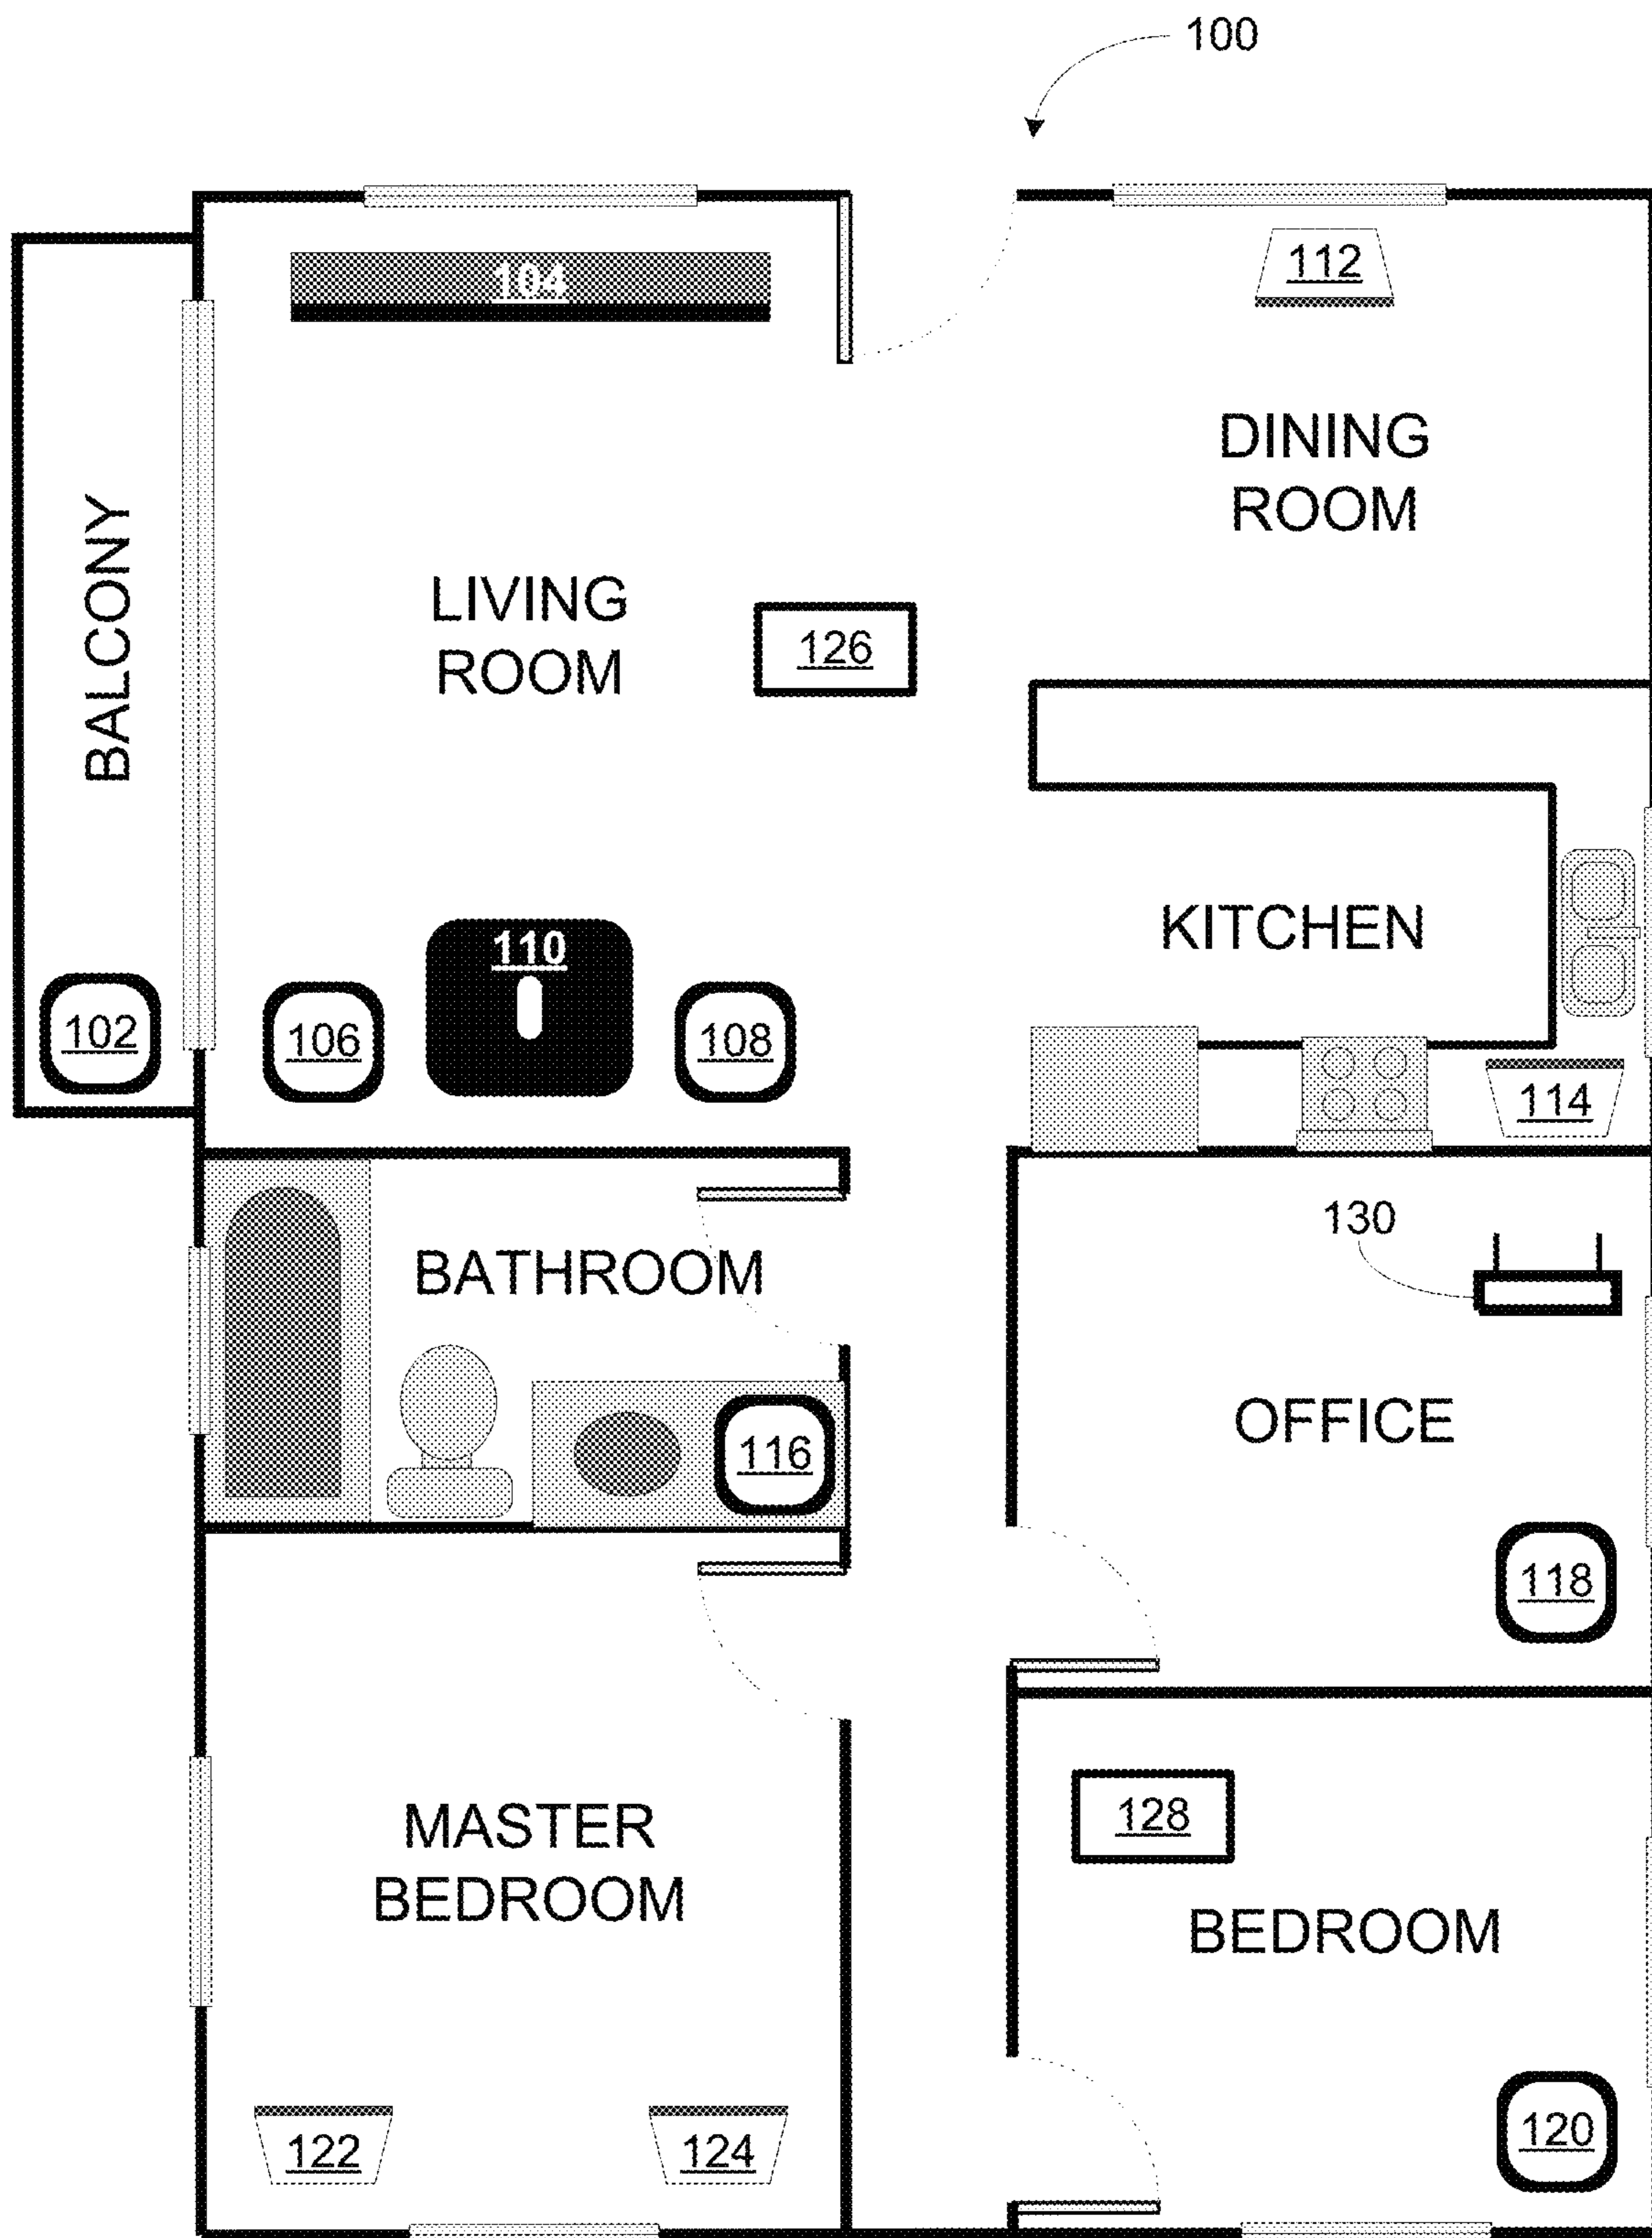 100
104
112
DINING
ROOM
BALCONY
LIVING
ROOM
126
KITCHEN
110
102
106
108
114
130
BATHROOM
OFFICE
116
118
128
MASTER
BEDROOM
BEDROOM
122
124
120